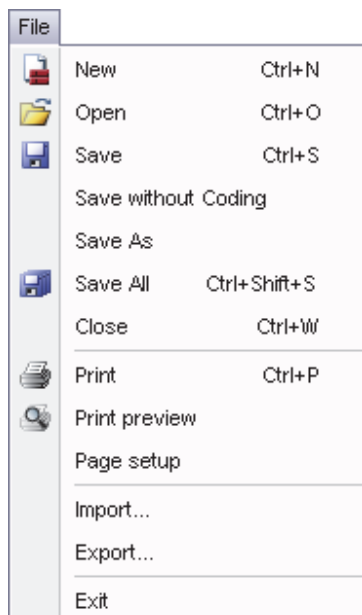 File
New Ctrl+N
Open Ctrl+O
Save Ctrl+S
Save without Coding
Save As
Save All Ctrl+Shift+S
Close Ctrl+W
Print Ctrl+P
Print preview
Page setup
Import...
Export...
Exit